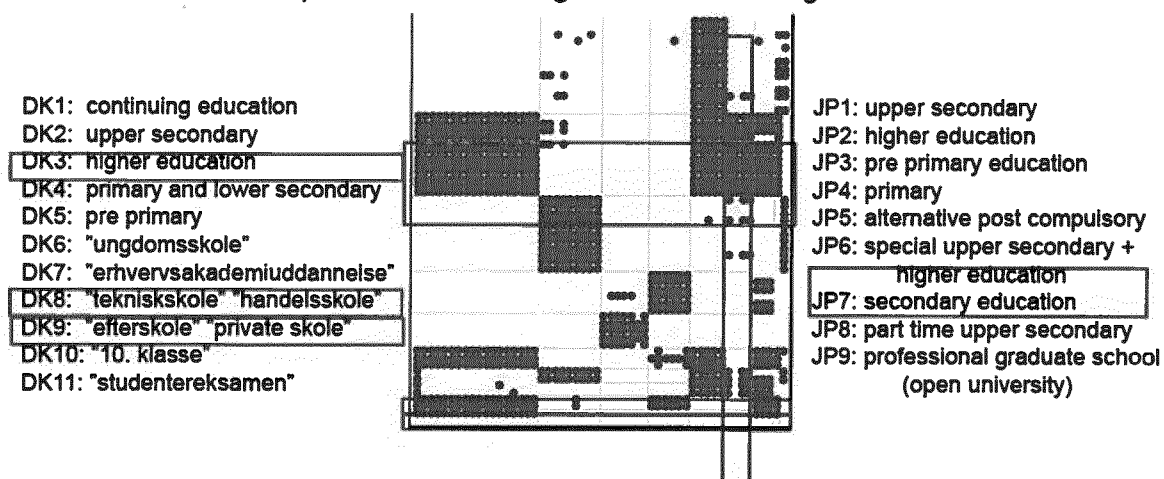 DK1: continuing education
DK2: upper secondary
DK3: higher education
DK4: primary and lower secondary
DK5: pre primary
DK6: "ungdomsskole"
DK7: "erhvervsakademiuddannelse"
DK8: "tekniskskole" "handelsskole"
DK9: "efterskole" "private skole"
DK10: "10. klasse"
DK11: "studentereksamen"
JP1: upper secondary
JP2: higher education
JP3: pre primary education
JP4: primary
JP5: alternative post compulsory
JP6: special upper secondary +
higher education
JP7: secondary education
JP8: part time upper secondary
JP9: professional graduate school
(open university)